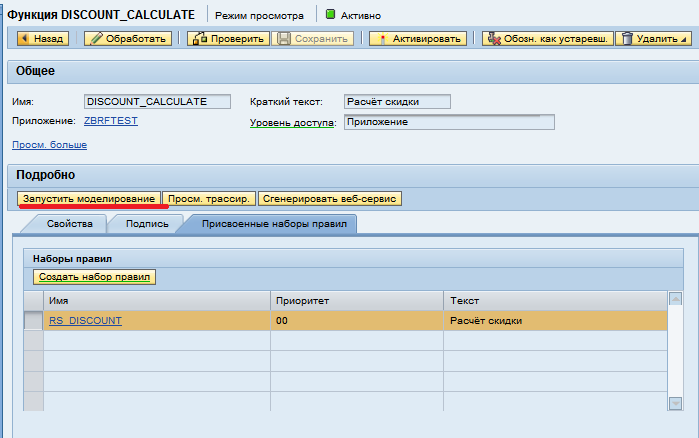 Функция DISCOUNT_CALCULATE Режим просмотра Активно
Назад Обработать Проверить Сохранить Активировать Обозн. как устаревш. Удалить
Общее
Имя: DISCOUNT_CALCULATE Краткий текст: Расчёт скидки
Приложение: ZBRFTEST Уровень доступа: Приложение
Просм. больше
Подробно
Запустить моделирование Просм. трассир. Сгенерировать веб-сервис
Свойства Подпись Присвоенные наборы правил
Наборы правил
Создать набор правил
Имя Приоритет Текст
RS_DISCOUNT 00 Расчёт скидки